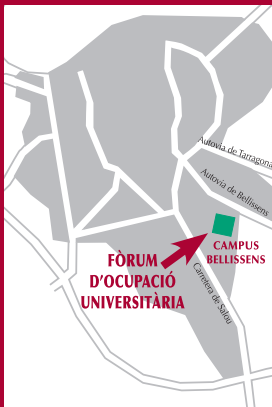 Autovia de Tarragona
Autovia de Bellissens
CAMPUS
BELLISSENS
FÒRUM
D'OCUPACIÓ
UNIVERSITÀRIA
Carretera de Salou